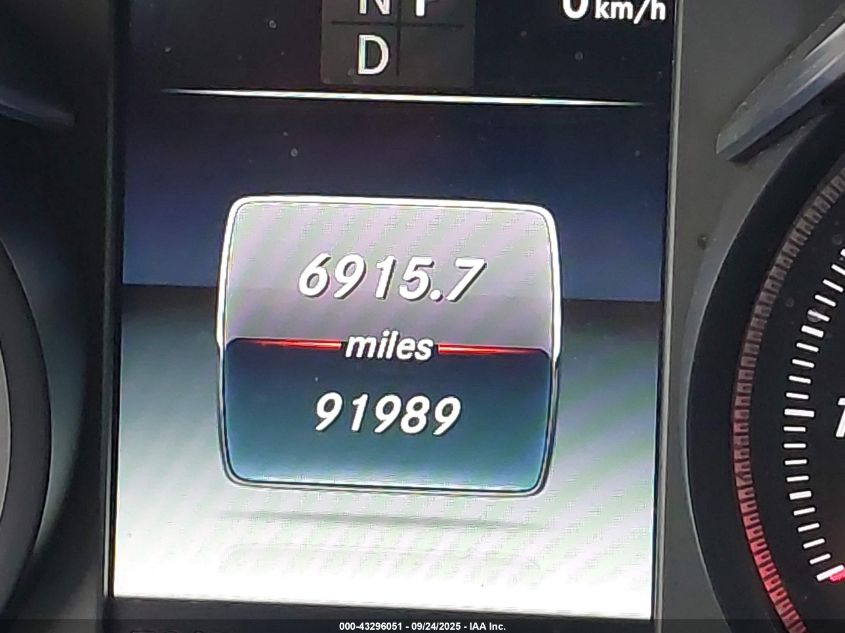 0 km/h
D
6915.7
miles
91989
000-43296051 - 09/24/2025 - IAA Inc.